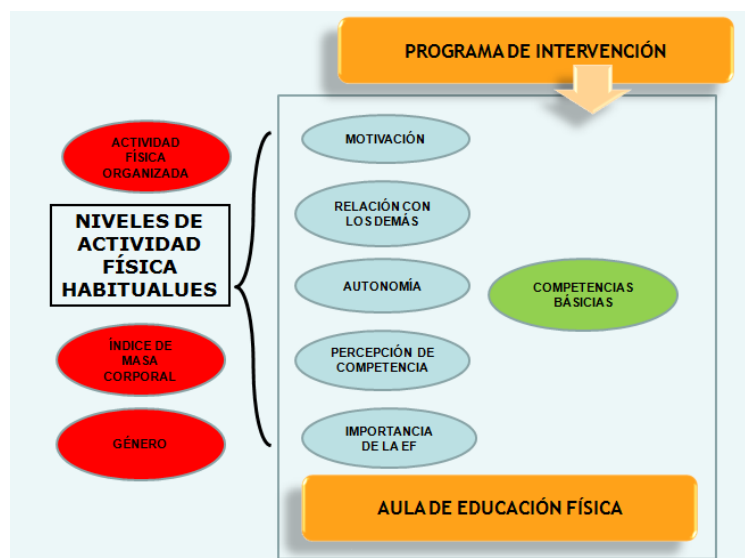 PROGRAMA DE INTERVENCIÓN
ACTIVIDAD
FÍSICA
ORGANIZADA
NIVELES DE
ACTIVIDAD
FÍSICA
HABITUALUES
ÍNDICE DE
MASA
CORPORAL
GÉNERO
MOTIVACIÓN
RELACIÓN CON
LOS DEMÁS
AUTONOMÍA
PERCEPCIÓN DE
COMPETENCIA
IMPORTANCIA
DE LA EF
COMPETENCIAS
BÁSICIAS
AULA DE EDUCACIÓN FÍSICA